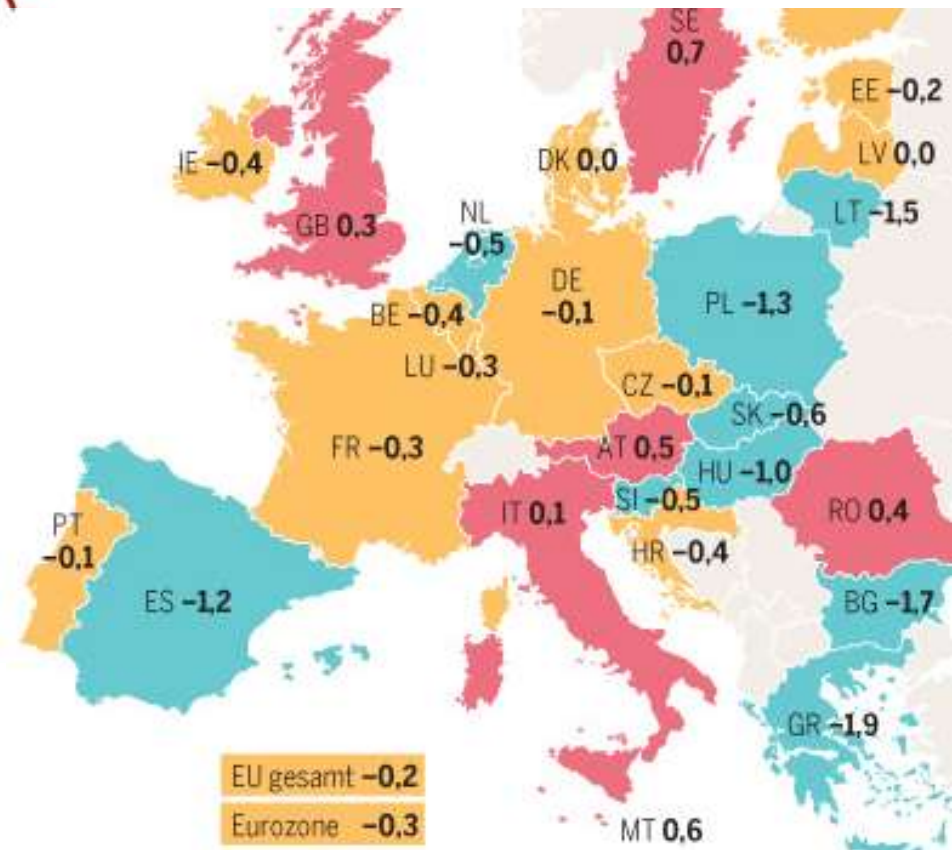 SE
0,7
EE –0,2
IE –0,4
DK 0,0
LV 0,0
LT –1,5
GB 0,3
NL
–0,5
DE
–0,1
PL –1,3
BE –0,4
LU –0,3
CZ –0,1
SK –0,6
FR –0,3
AT 0,5
HU –1,0
SI –0,5
IT 0,1
RO 0,4
PT
–0,1
HR –0,4
ES –1,2
BG –1,7
GR –1,9
EU gesamt –0,2
Eurozone –0,3
MT 0,6